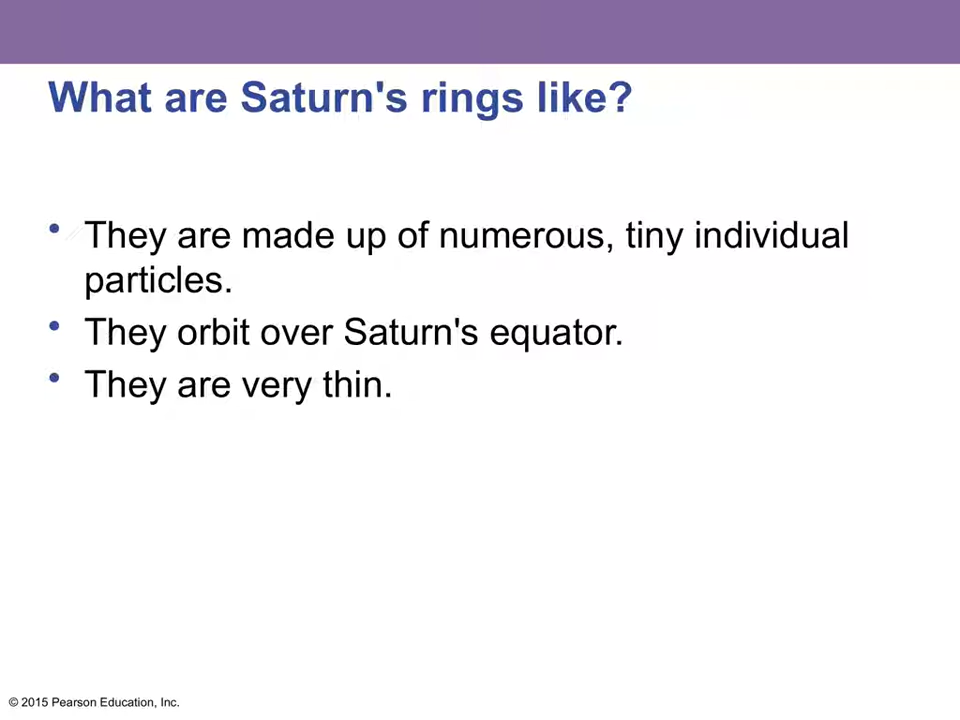 What are Saturn's rings like?
• They are made up of numerous, tiny individual
particles.
• They orbit over Saturn's equator.
• They are very thin.
© 2015 Pearson Education, Inc.